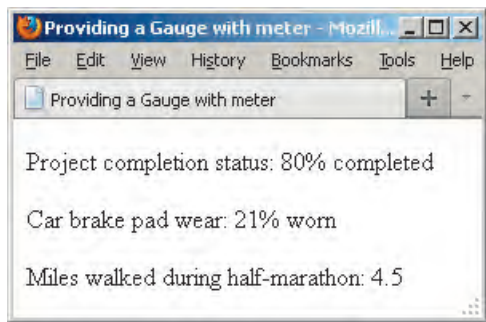 Providing a Gauge with meter - Mozill...
File Edit View History Bookmarks Tools Help
Providing a Gauge with meter
Project completion status: 80% completed
Car brake pad wear: 21% worn
Miles walked during half-marathon: 4.5